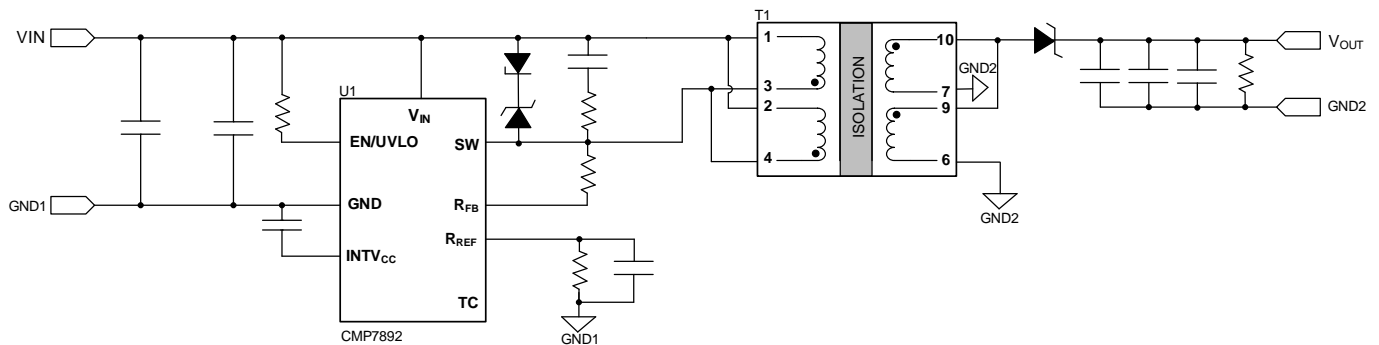 VIN
GND1
U1
VIN
EN/UVLO
SW
GND
RFB
INTVCC
RREF
TC
CMP7892
GND1
T1
1
3
2
4
ISOLATION
10
GND2
7
9
6
GND2
VOUT
GND2